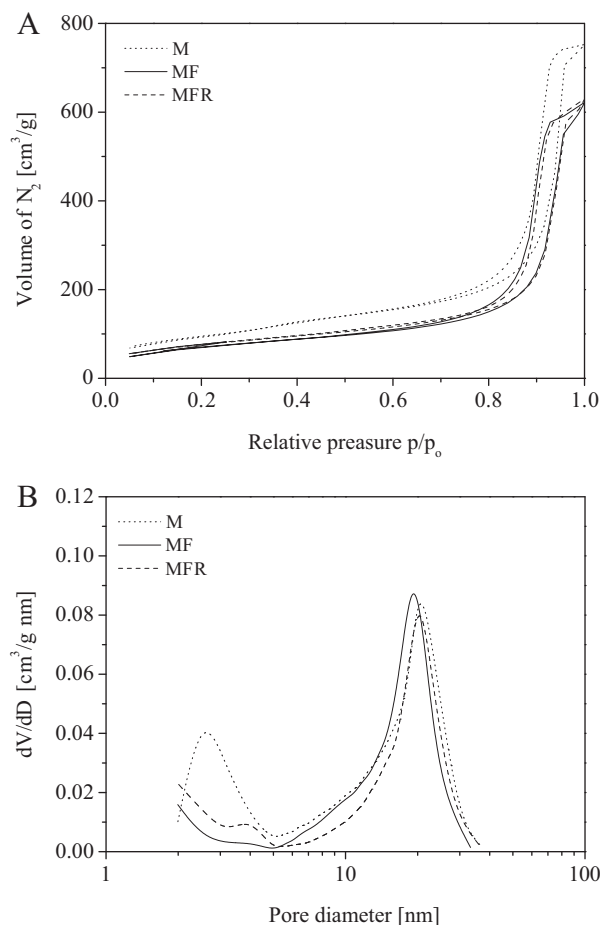 A
800
600
400
200
0
Volume of N2 [cm3/g]
M
MF
MFR
0.0 0.2 0.4 0.6 0.8 1.0
Relative preasure p/po
B
0.12
0.10
0.08
0.06
0.04
0.02
0.00
dV/dD [cm3/g nm]
M
MF
MFR
1 10 100
Pore diameter [nm]